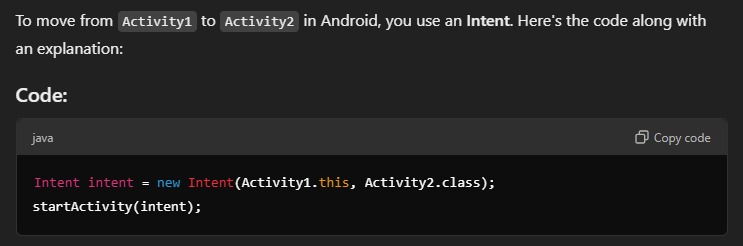 To move from Activity1 to Activity2 in Android, you use an Intent. Here's the code along with
an explanation:
Code:
java
Copy code
Intent intent = new Intent(Activity1.this, Activity2.class);
startActivity(intent);